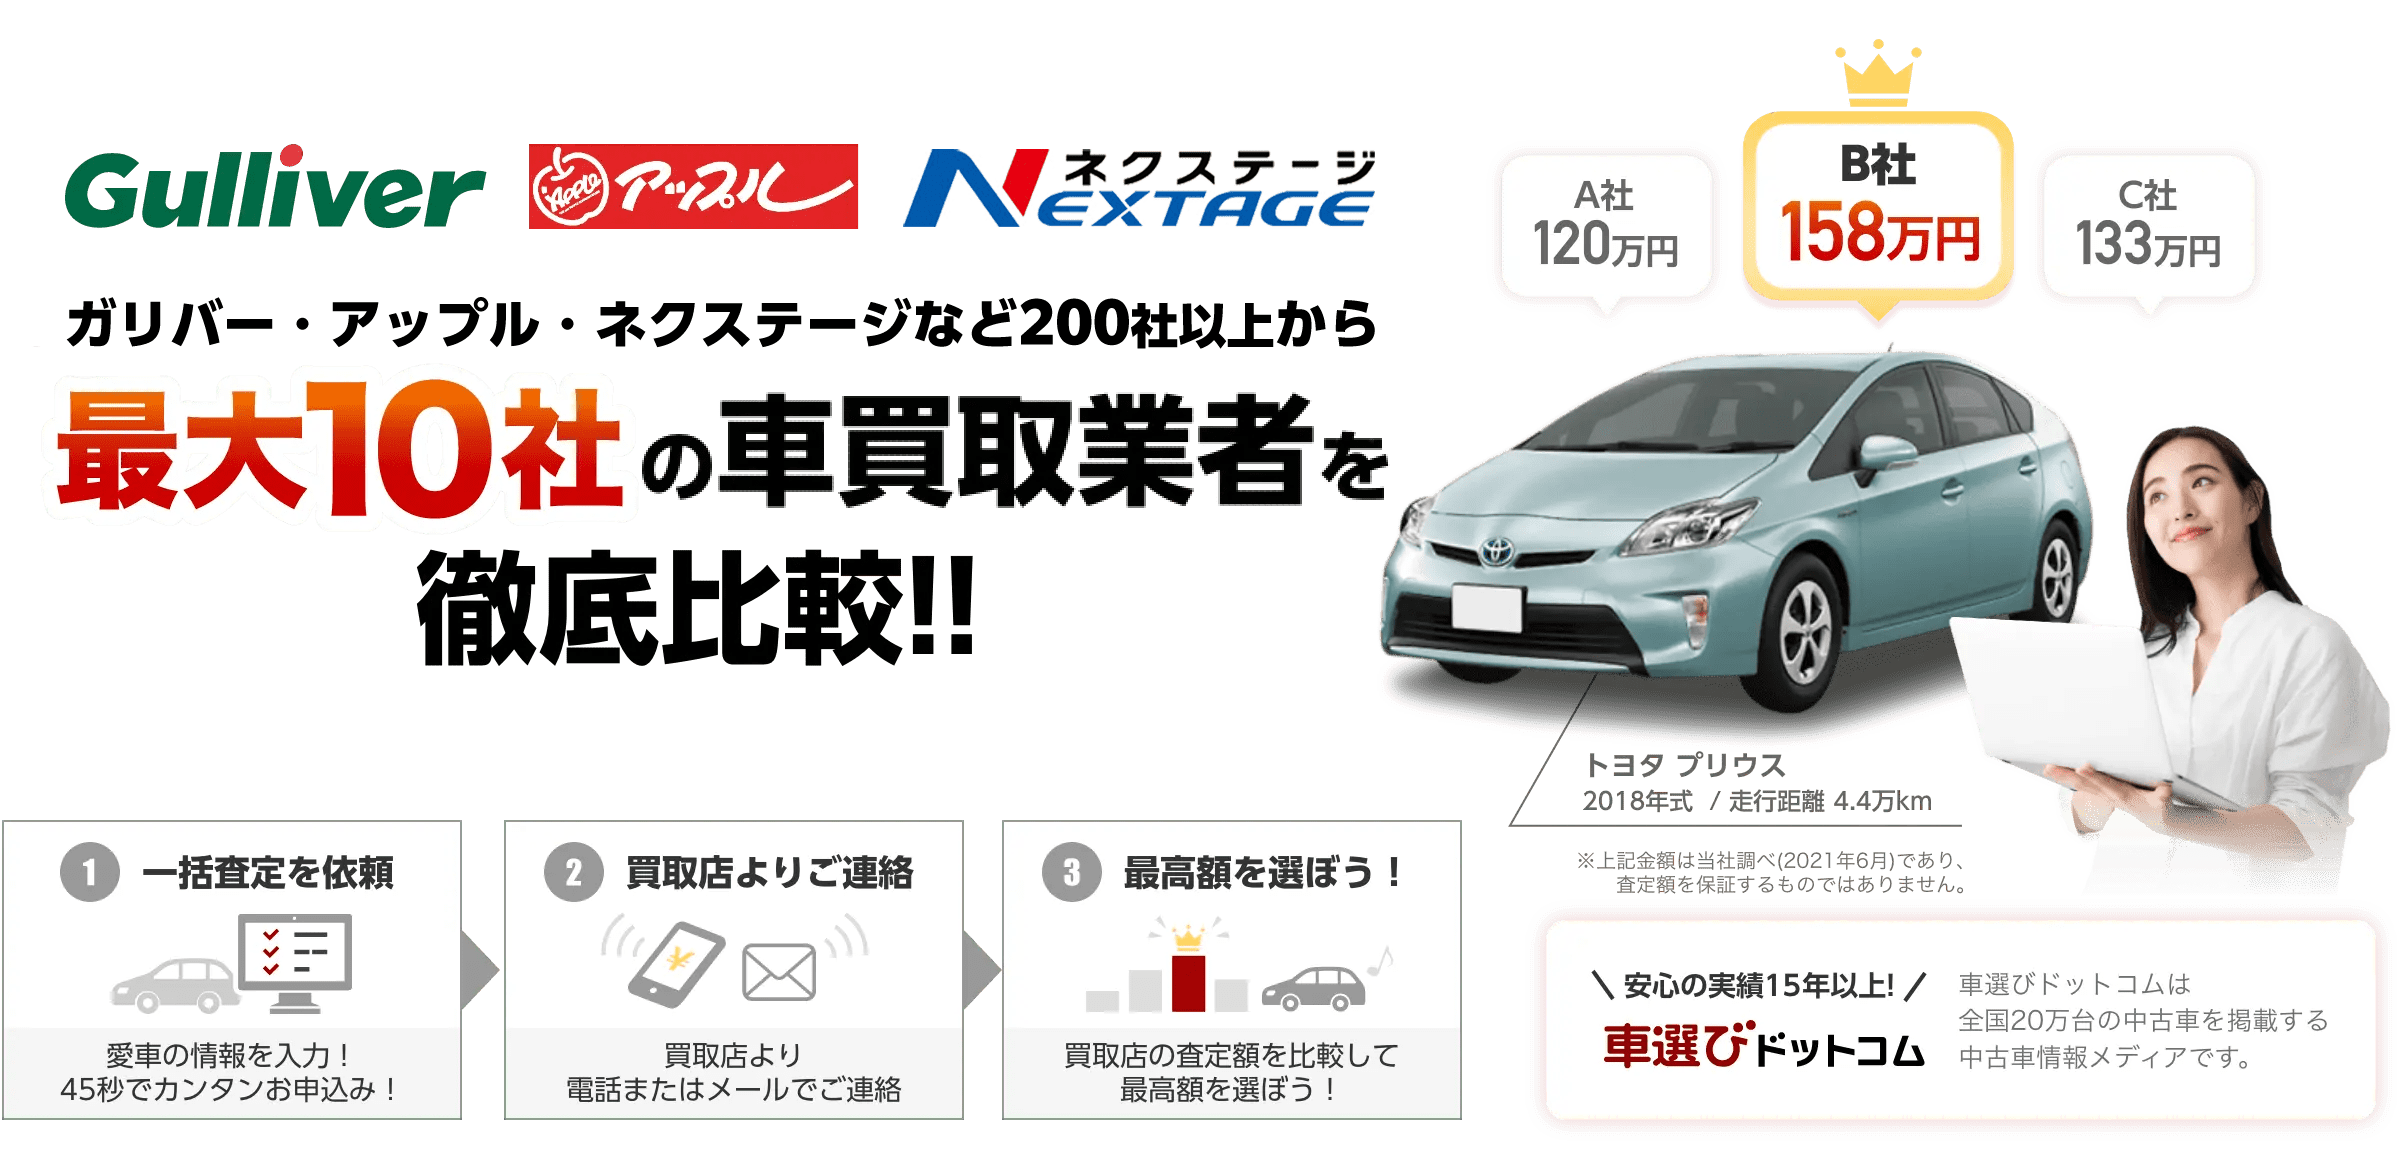 Gulliver
Apple アップル
ネクステージ
NEXTAGE
ガリバー・アップル・ネクステージなど200社以上から
最大10社の車買取業者を
徹底比較!!
A社
120万円
B社
158万円
C社
133万円
トヨタ プリウス
2018年式 / 走行距離 4.4万km
※上記金額は当社調べ(2021年6月)であり、
査定額を保証するものではありません。
1 一括査定を依頼
愛車の情報を入力！
45秒でカンタンお申込み！
2 買取店よりご連絡
¥
買取店より
電話またはメールでご連絡
3 最高額を選ぼう！
買取店の査定額を比較して
最高額を選ぼう！
\ 安心の実績15年以上! /
車選びドットコム
車選びドットコムは
全国20万台の中古車を掲載する
中古車情報メディアです。